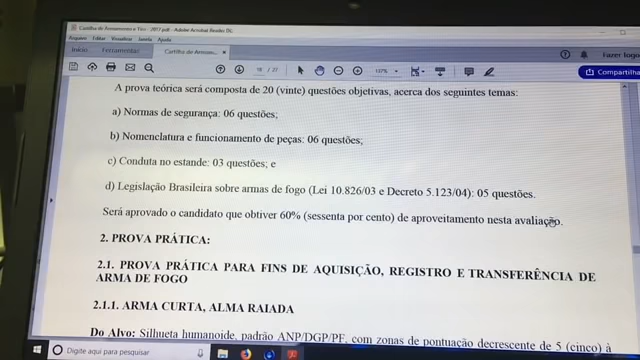 Cartilha de Armamento e Tiro - 2017.pdf - Adobe Acrobat Reader DC
Arquivo Editar Visualizar Janela Ajuda
Início Ferramentas Cartilha de Armam... ×
Fazer logon
18 / 27 137% Compartilhar
A prova teórica será composta de 20 (vinte) questões objetivas, acerca dos seguintes temas:
a) Normas de segurança: 06 questões;
b) Nomenclatura e funcionamento de peças: 06 questões;
c) Conduta no estande: 03 questões; e
d) Legislação Brasileira sobre armas de fogo (Lei 10.826/03 e Decreto 5.123/04): 05 questões.
Será aprovado o candidato que obtiver 60% (sessenta por cento) de aproveitamento nesta avaliação.
2. PROVA PRÁTICA:
2.1. PROVA PRÁTICA PARA FINS DE AQUISIÇÃO, REGISTRO E TRANSFERÊNCIA DE
ARMA DE FOGO
2.1.1. ARMA CURTA, ALMA RAIADA
Do Alvo: Silhueta humanoide, padrão ANP/DGP/PF, com zonas de pontuação decrescente de 5 (cinco) à
Digite aqui para pesquisar